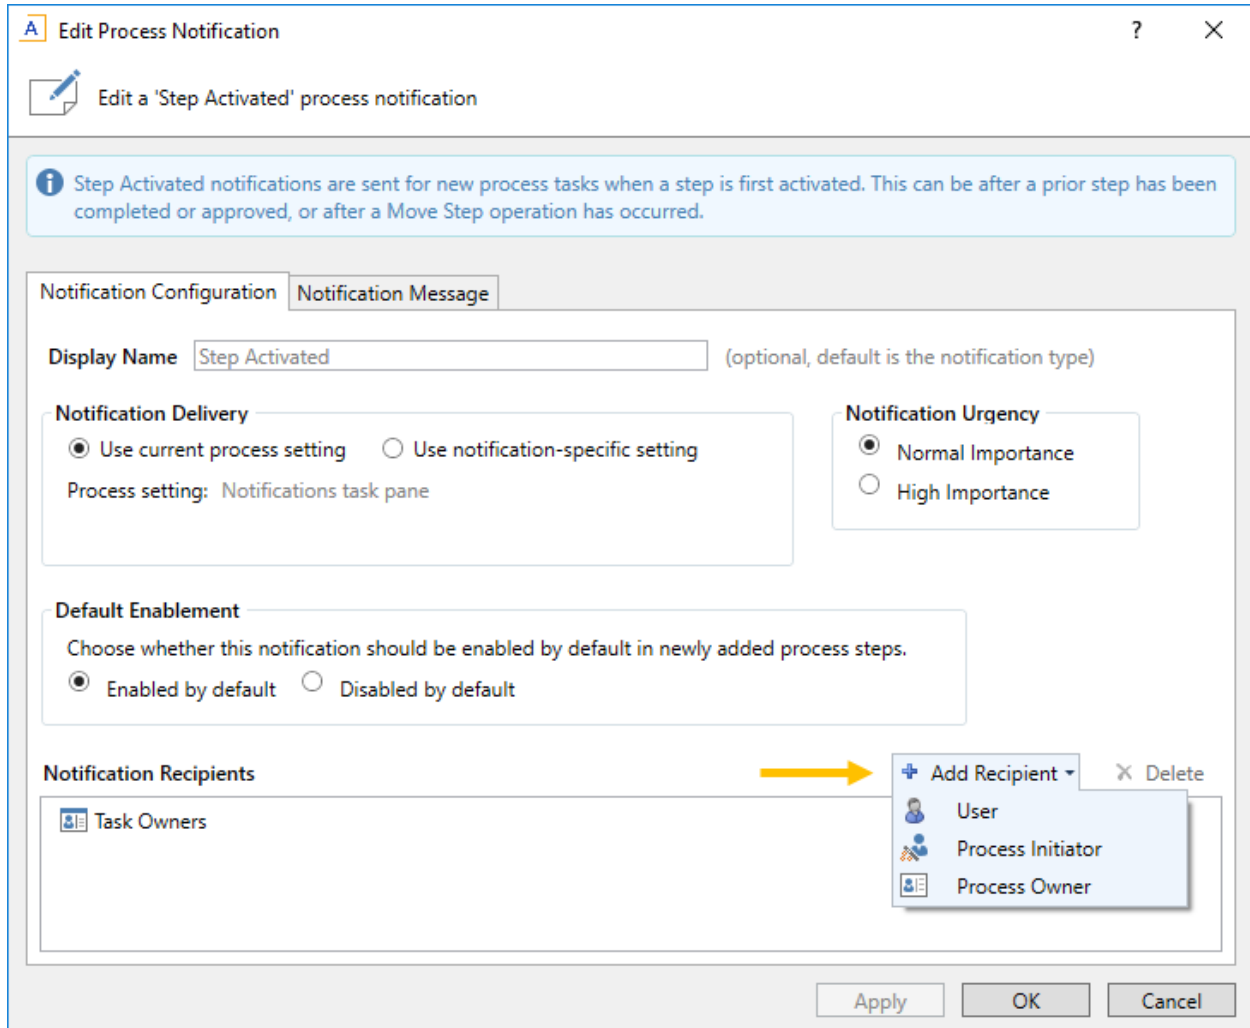 A Edit Process Notification ?
Edit a 'Step Activated' process notification
Step Activated notifications are sent for new process tasks when a step is first activated. This can be after a prior step has been
completed or approved, or after a Move Step operation has occurred.
Notification Configuration Notification Message
Display Name Step Activated (optional, default is the notification type)
Notification Delivery Notification Urgency
Use current process setting Use notification-specific setting Normal Importance
Process setting: Notifications task pane High Importance
Default Enablement
Choose whether this notification should be enabled by default in newly added process steps.
Enabled by default Disabled by default
Notification Recipients Add Recipient Delete
Task Owners User
Process Initiator
Process Owner
Apply OK Cancel